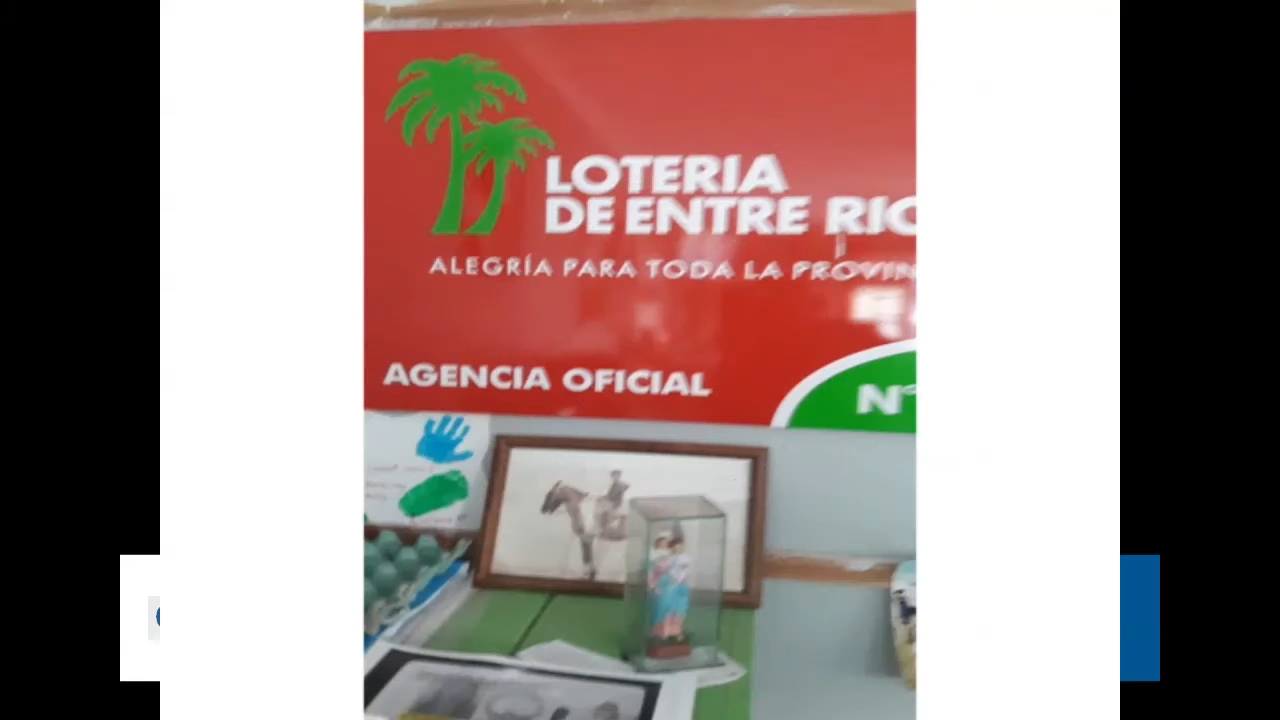 LOTERIA
DE ENTRE RIO
ALEGRÍA PARA TODA LA PROVIN
AGENCIA OFICIAL
N°